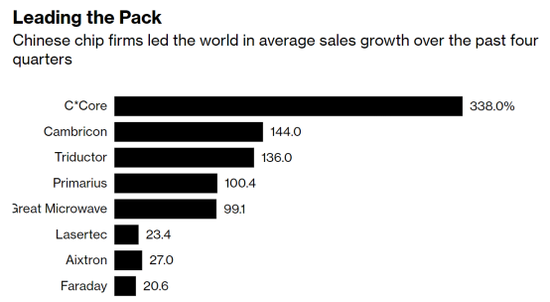 Leading the Pack
Chinese chip firms led the world in average sales growth over the past four
quarters
C*Core 338.0%
Cambricon 144.0
Triductor 136.0
Primarius 100.4
Great Microwave 99.1
Lasertec 23.4
Aixtron 27.0
Faraday 20.6